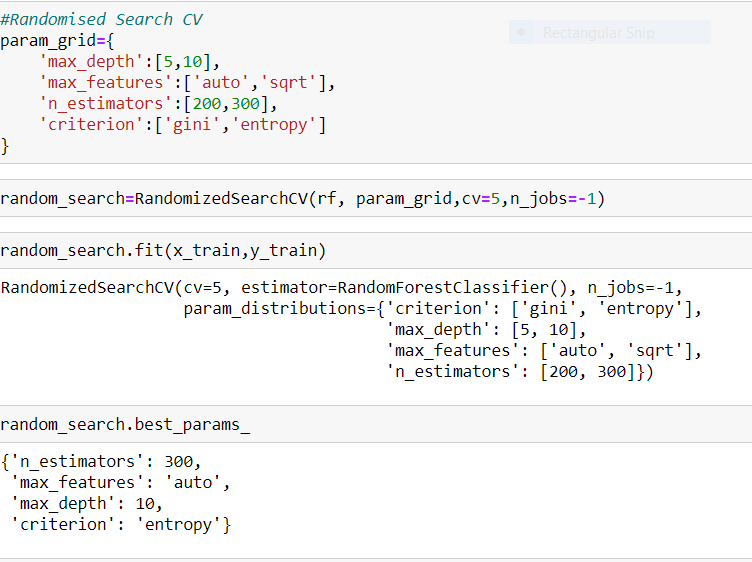 #Randomised Search CV
Rectangular Snip
param_grid={
    'max_depth':[5,10],
    'max_features':['auto','sqrt'],
    'n_estimators':[200,300],
    'criterion':['gini','entropy']
}
random_search=RandomizedSearchCV(rf, param_grid,cv=5,n_jobs=-1)
random_search.fit(x_train,y_train)
RandomizedSearchCV(cv=5, estimator=RandomForestClassifier(), n_jobs=-1,
                   param_distributions={'criterion': ['gini', 'entropy'],
                                        'max_depth': [5, 10],
                                        'max_features': ['auto', 'sqrt'],
                                        'n_estimators': [200, 300]})
random_search.best_params_
{'n_estimators': 300,
 'max_features': 'auto',
 'max_depth': 10,
 'criterion': 'entropy'}